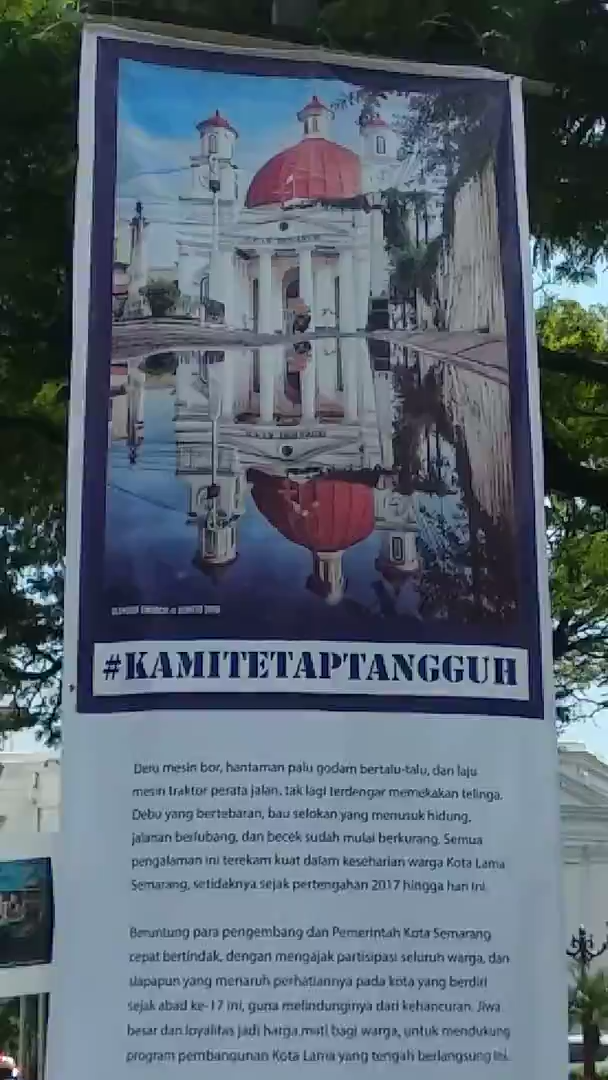 #KAMITETAPTANGGUH
Deru mesin bor, hantaman palu godam bertalu-talu, dan laju
mesin traktor perata jalan, tak lagi terdengar memekakan telinga.
Debu yang bertebaran, bau selokan yang menusuk hidung,
jalanan berlubang, dan becek sudah mulai berkurang. Semua
pengalaman ini terekam kuat dalam keseharian warga Kota Lama
Semarang, setidaknya sejak pertengahan 2017 hingga hari ini.
Beruntung para pengembang dan Pemerintah Kota Semarang
cepat bertindak, dengan mengajak partisipasi seluruh warga, dan
siapapun yang menaruh perhatiannya pada kota yang berdiri
sejak abad ke-17 ini, guna melindunginya dari kehancuran. Jiwa
besar dan loyalitas jadi harga mati bagi warga, untuk mendukung
program pembangunan Kota Lama yang tengah berlangsung ini.